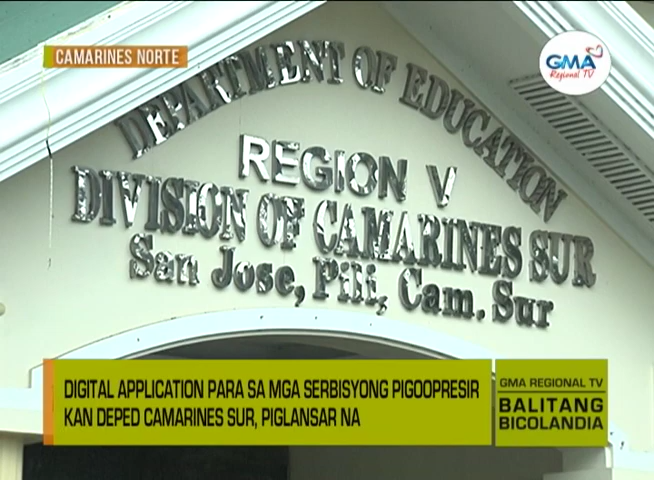 CAMARINES NORTE
GMA
Regional TV
DEPARTMENT OF EDUCATION
REGION V
DIVISION OF CAMARINES SUR
San Jose, Pili, Cam. Sur
DIGITAL APPLICATION PARA SA MGA SERBISYONG PIGOOPRESIR
KAN DEPED CAMARINES SUR, PIGLANSAR NA
GMA REGIONAL TV
BALITANG
BICOLANDIA